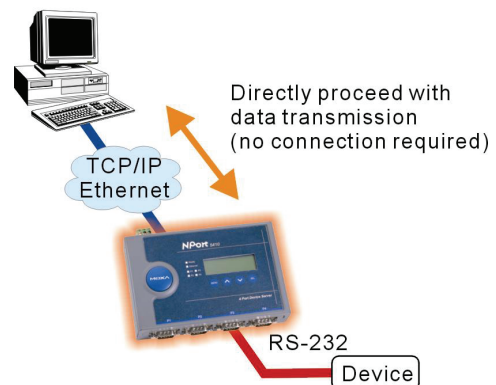 Directly proceed with
data transmission
(no connection required)
TCP/IP
Ethernet
NPort
MOXA
RS-232
Device